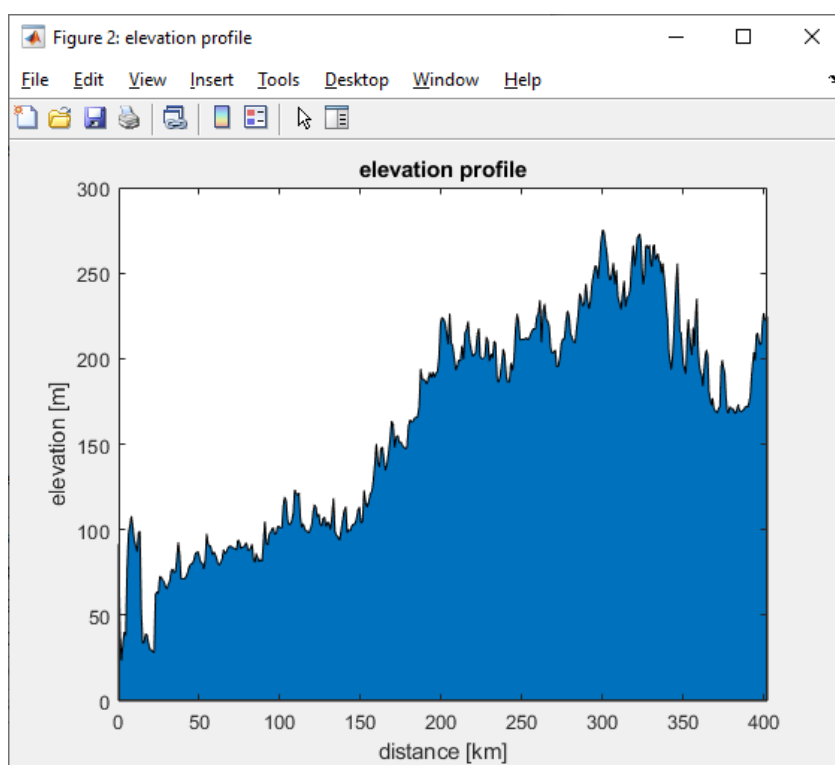 Figure 2: elevation profile
File Edit View Insert Tools Desktop Window Help
elevation profile
300
250
200
150
100
50
0
elevation [m]
0 50 100 150 200 250 300 350 400
distance [km]